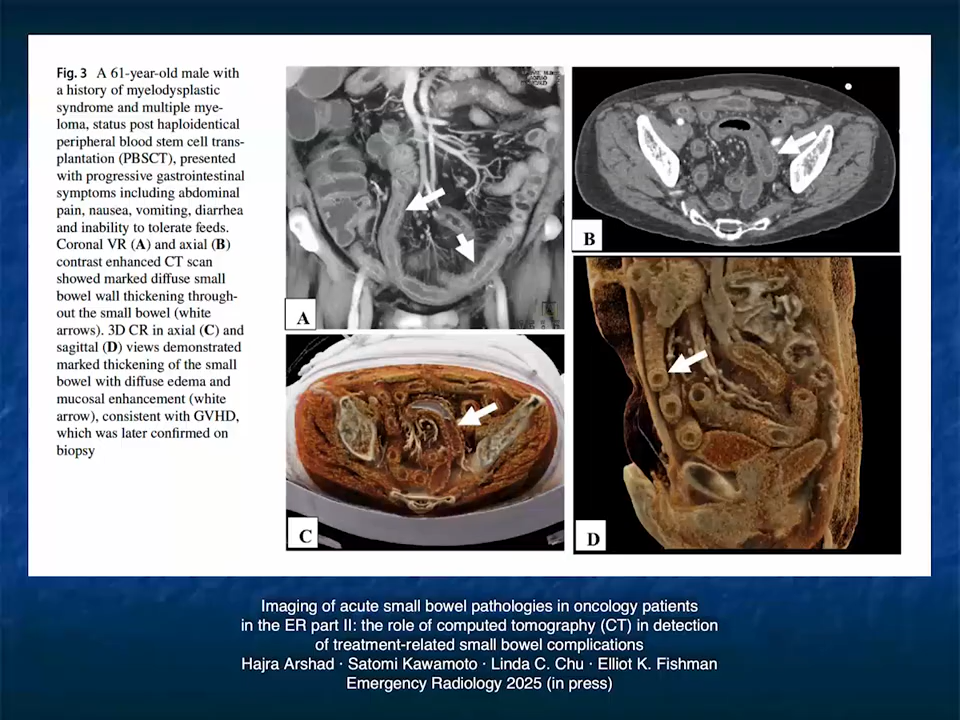 Fig. 3 A 61-year-old male with
a history of myelodysplastic
syndrome and multiple mye-
loma, status post haploidentical
peripheral blood stem cell trans-
plantation (PBSCT), presented
with progressive gastrointestinal
symptoms including abdominal
pain, nausea, vomiting, diarrhea
and inability to tolerate feeds.
Coronal VR (A) and axial (B)
contrast enhanced CT scan
showed marked diffuse small
bowel wall thickening through-
out the small bowel (white
arrows). 3D CR in axial (C) and
sagittal (D) views demonstrated
marked thickening of the small
bowel with diffuse edema and
mucosal enhancement (white
arrow), consistent with GVHD,
which was later confirmed on
biopsy
A
B
C
D
Imaging of acute small bowel pathologies in oncology patients
in the ER part II: the role of computed tomography (CT) in detection
of treatment-related small bowel complications
Hajra Arshad · Satomi Kawamoto · Linda C. Chu · Elliot K. Fishman
Emergency Radiology 2025 (in press)